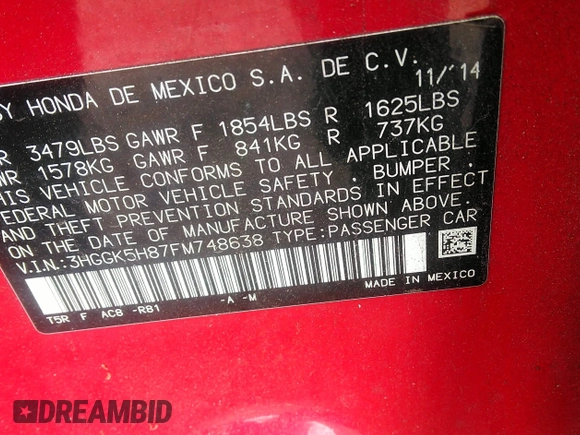 BY HONDA DE MEXICO S.A. DE C.V. 11/'14
3479LBS GAWR F 1854LBS R 1625LBS
1578KG GAWR F 841KG R 737KG
THIS VEHICLE CONFORMS TO ALL APPLICABLE
FEDERAL MOTOR VEHICLE SAFETY, BUMPER,
AND THEFT PREVENTION STANDARDS IN EFFECT
ON THE DATE OF MANUFACTURE SHOWN ABOVE.
V.I.N.:3HGGK5H87FM748638 TYPE:PASSENGER CAR
T5R F AC8 -RB1 -A -M MADE IN MEXICO
DREAMBID